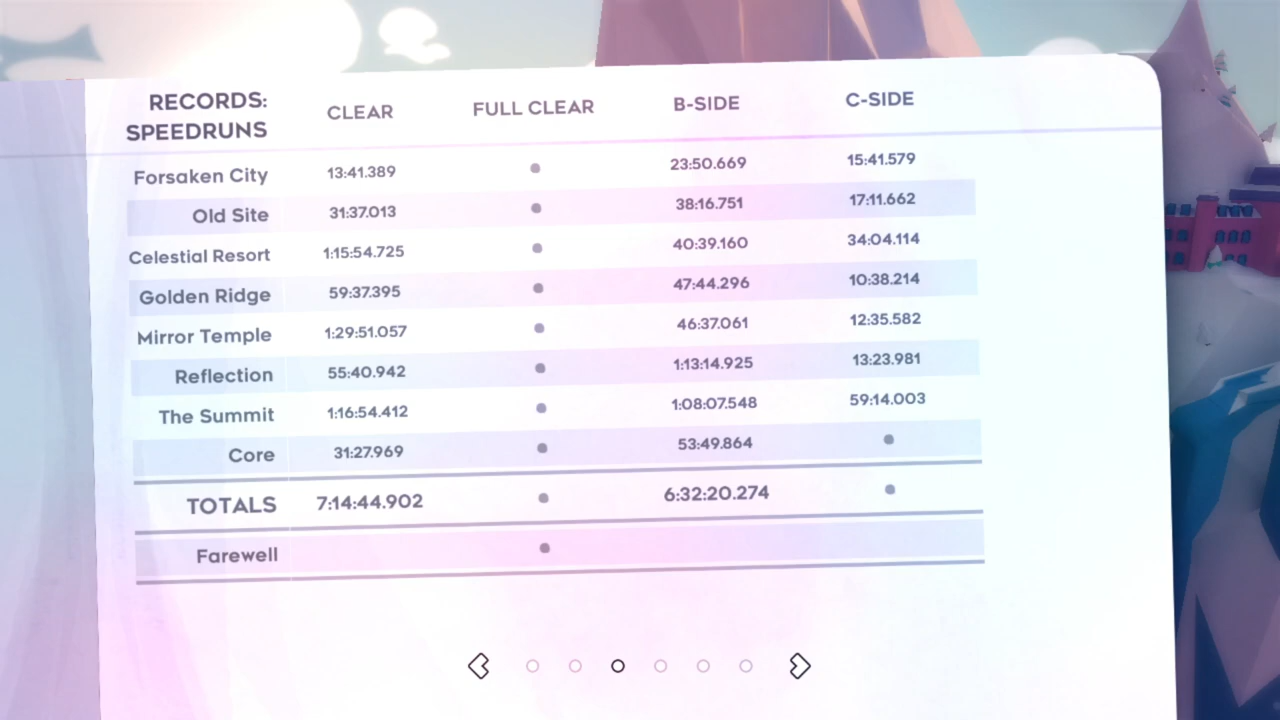 RECORDS: SPEEDRUNS CLEAR FULL CLEAR B-SIDE C-SIDE
Forsaken City 13:41.389 23:50.669 15:41.579
Old Site 31:37.013 38:16.751 17:11.662
Celestial Resort 1:15:54.725 40:39.160 34:04.114
Golden Ridge 59:37.395 47:44.296 10:38.214
Mirror Temple 1:29:51.057 46:37.061 12:35.582
Reflection 55:40.942 1:13:14.925 13:23.981
The Summit 1:16:54.412 1:08:07.548 59:14.003
Core 31:27.969 53:49.864
TOTALS 7:14:44.902 6:32:20.274
Farewell